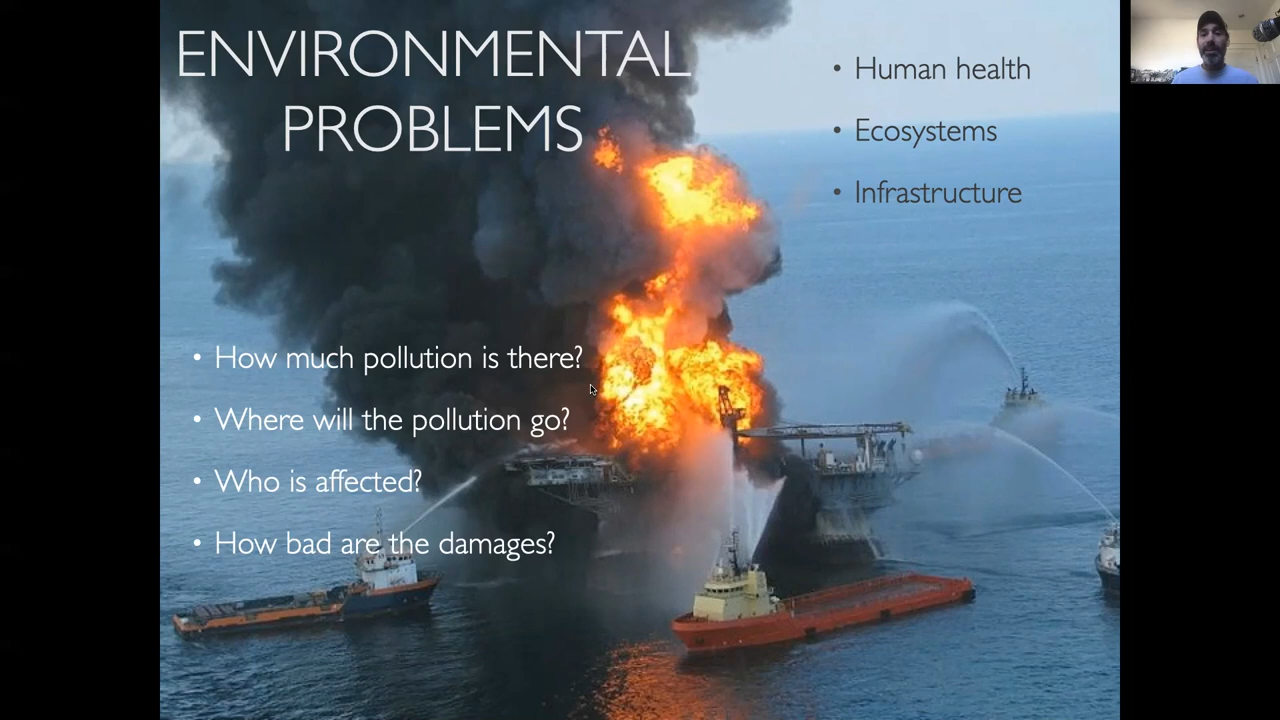 ENVIRONMENTAL
PROBLEMS
• Human health
• Ecosystems
• Infrastructure
• How much pollution is there?
• Where will the pollution go?
• Who is affected?
• How bad are the damages?